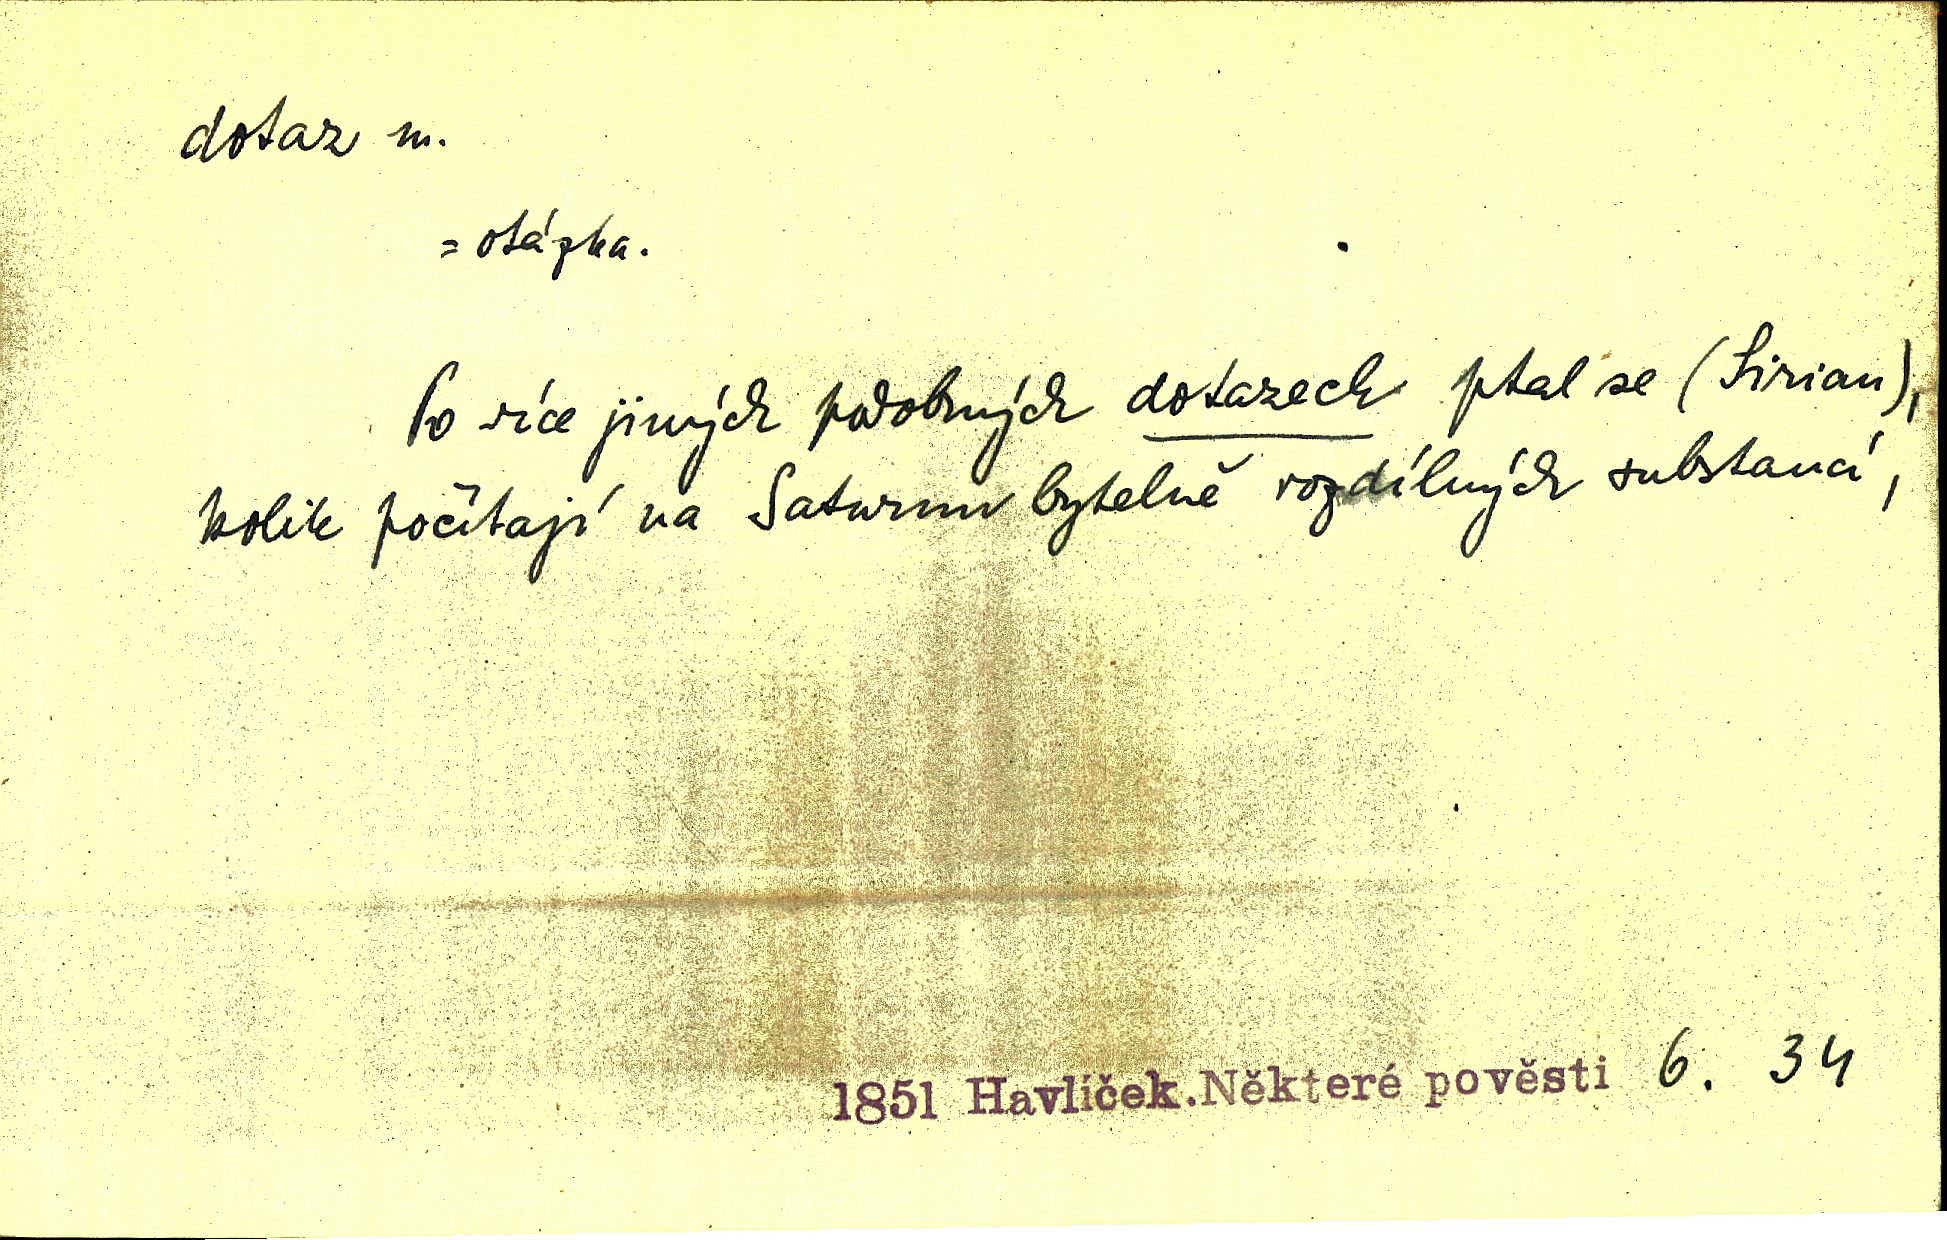 dotaz m.
= otázka.
Po více jiných podobných dotazech ptal se (Sirian),
kolik počítají na Saturnu bytelně rozdílných substancí,
1851 Havlíček. Některé pověsti 6. 34